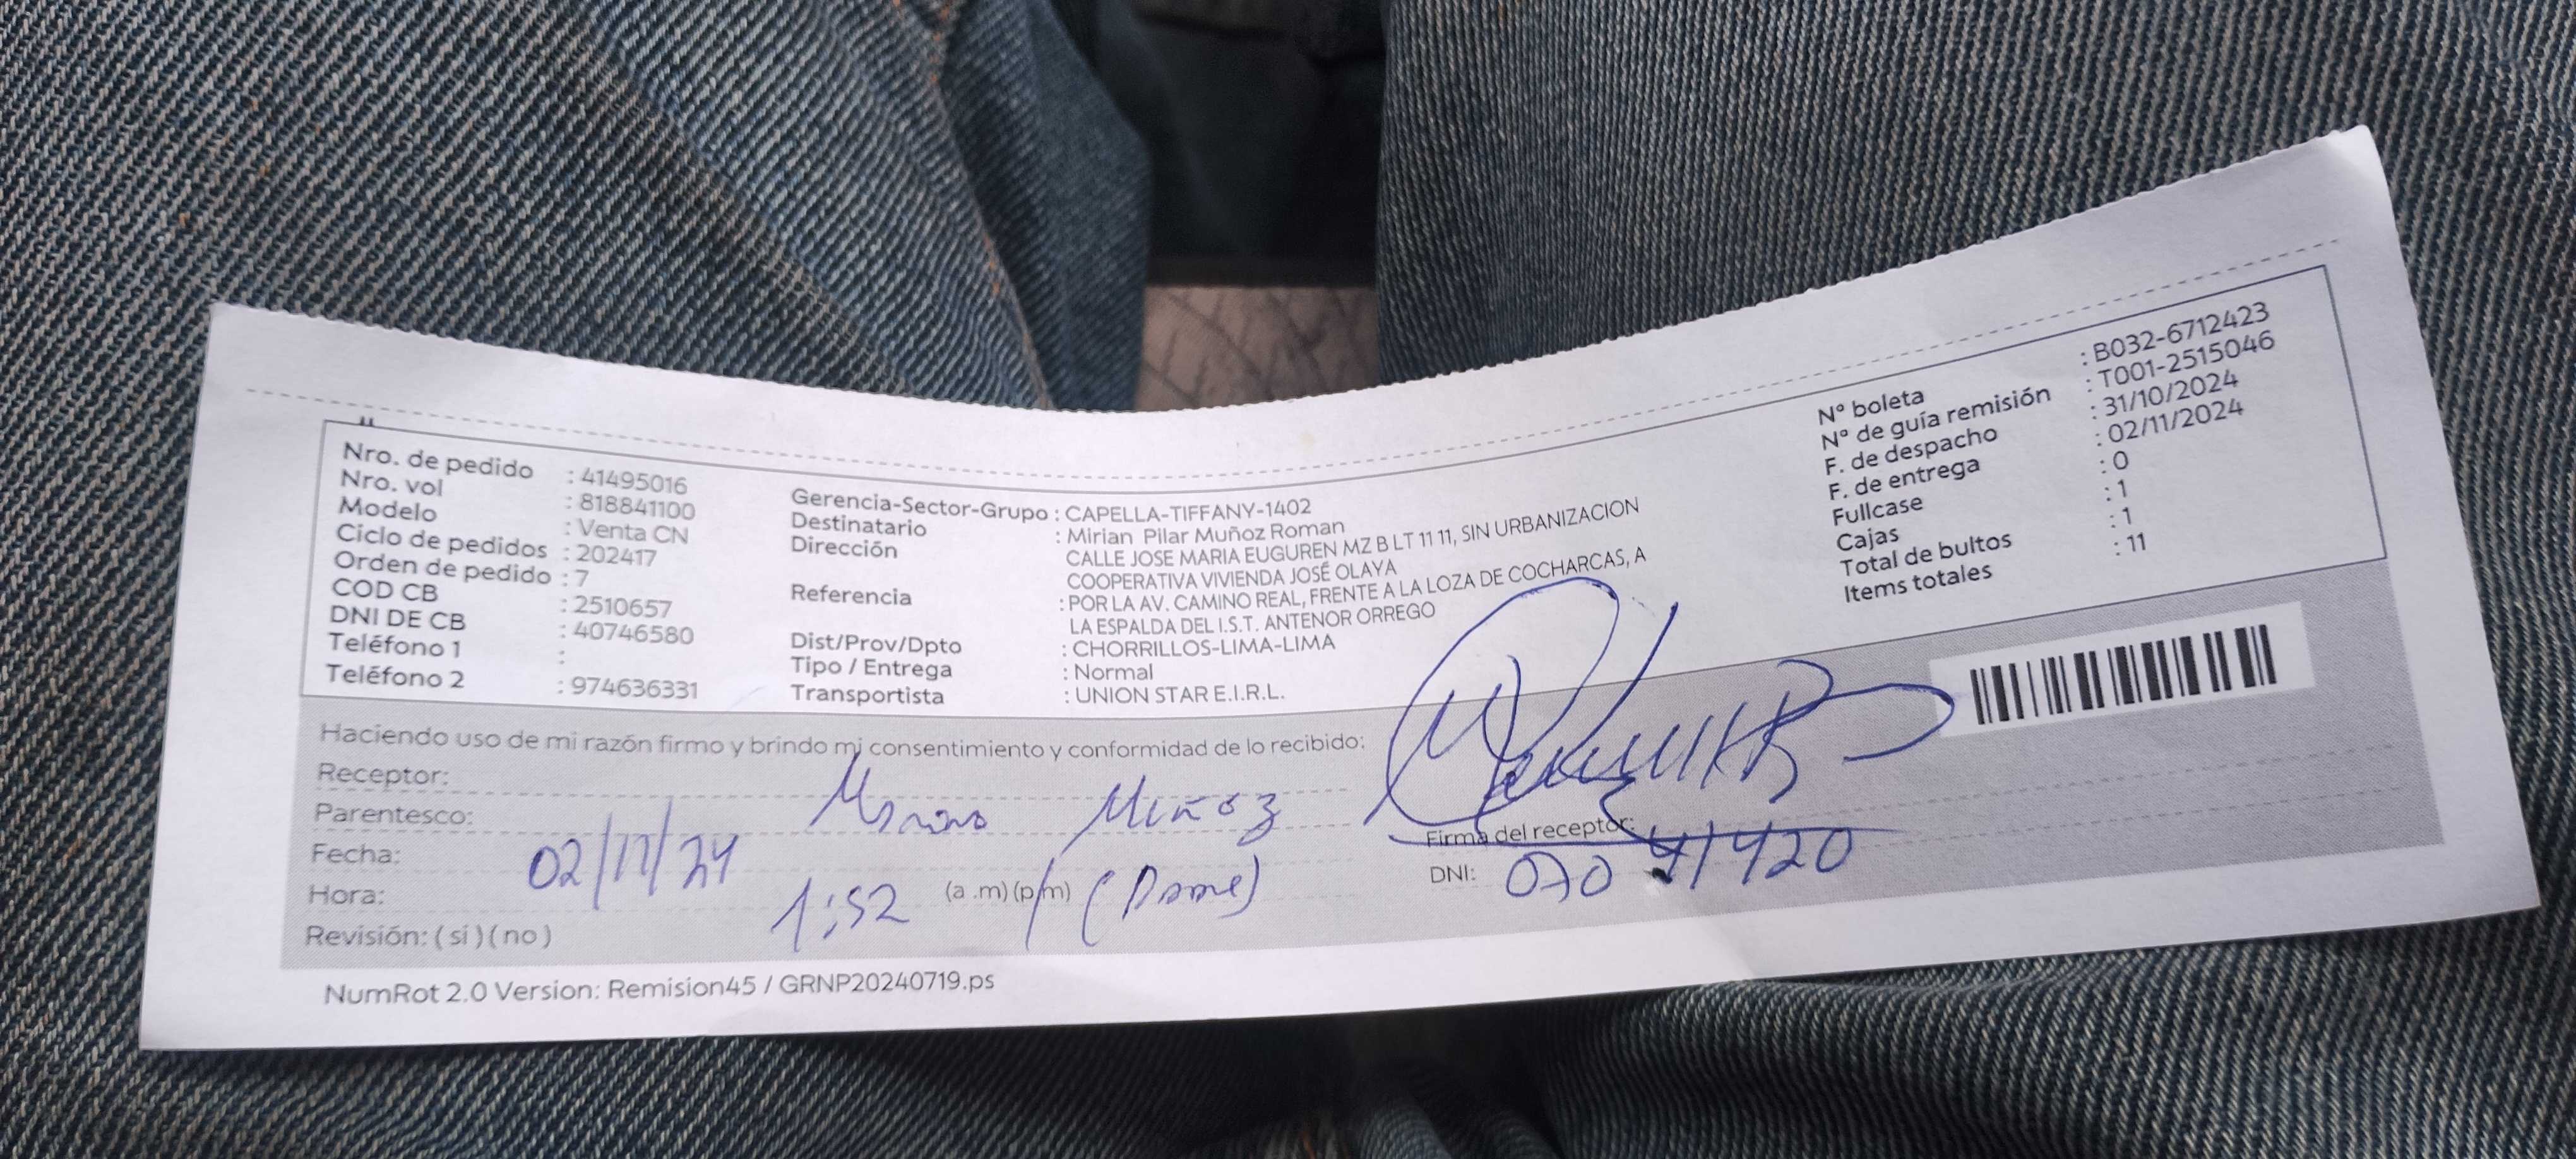 Nro. de pedido : 41495016
Nro. vol : 818841100
Modelo : Venta CN
Ciclo de pedidos : 202417
Orden de pedido : 7
COD CB : 2510657
DNI DE CB : 40746580
Teléfono 1 :
Teléfono 2 : 974636331
Gerencia-Sector-Grupo : CAPELLA-TIFFANY-1402
Destinatario : Mirian Pilar Muñoz Roman
Dirección CALLE JOSE MARIA EUGUREN MZ B LT 11 11, SIN URBANIZACION
COOPERATIVA VIVIENDA JOSÉ OLAYA
Referencia : POR LA AV. CAMINO REAL, FRENTE A LA LOZA DE COCHARCAS, A
LA ESPALDA DEL I.S.T. ANTENOR ORREGO
Dist/Prov/Dpto : CHORRILLOS-LIMA-LIMA
Tipo / Entrega : Normal
Transportista : UNION STAR E.I.R.L.
N° boleta : B032-6712423
N° de guía remisión : T001-2515046
F. de despacho : 31/10/2024
F. de entrega : 02/11/2024
Fullcase : 0
Cajas : 1
Total de bultos : 1
Items totales : 11
Haciendo uso de mi razón firmo y brindo mi consentimiento y conformidad de lo recibido:
Receptor:
Parentesco: Muñoz
Fecha: 02/11/24
Hora: 1:52 (a .m) (p/m)
Revisión: ( si ) ( no )
Firma del receptor:
DNI:
NumRot 2.0 Version: Remision45 / GRNP20240719.ps